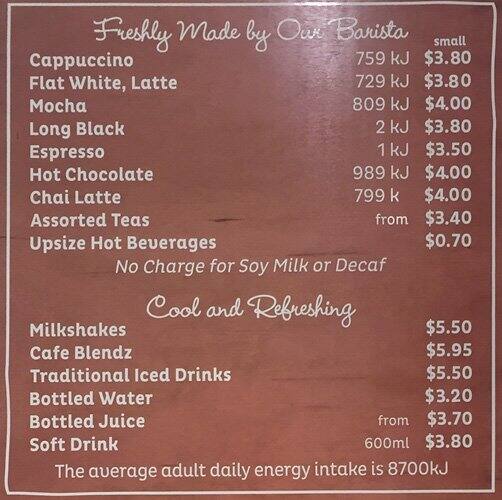 Freshly Made by Our Barista
small
Cappuccino 759 kJ $3.80
Flat White, Latte 729 kJ $3.80
Mocha 809 kJ $4.00
Long Black 2 kJ $3.80
Espresso 1 kJ $3.50
Hot Chocolate 989 kJ $4.00
Chai Latte 799 k $4.00
Assorted Teas from $3.40
Upsize Hot Beverages $0.70
No Charge for Soy Milk or Decaf
Cool and Refreshing
Milkshakes $5.50
Cafe Blendz $5.95
Traditional Iced Drinks $5.50
Bottled Water $3.20
Bottled Juice from $3.70
Soft Drink 600ml $3.80
The average adult daily energy intake is 8700kJ